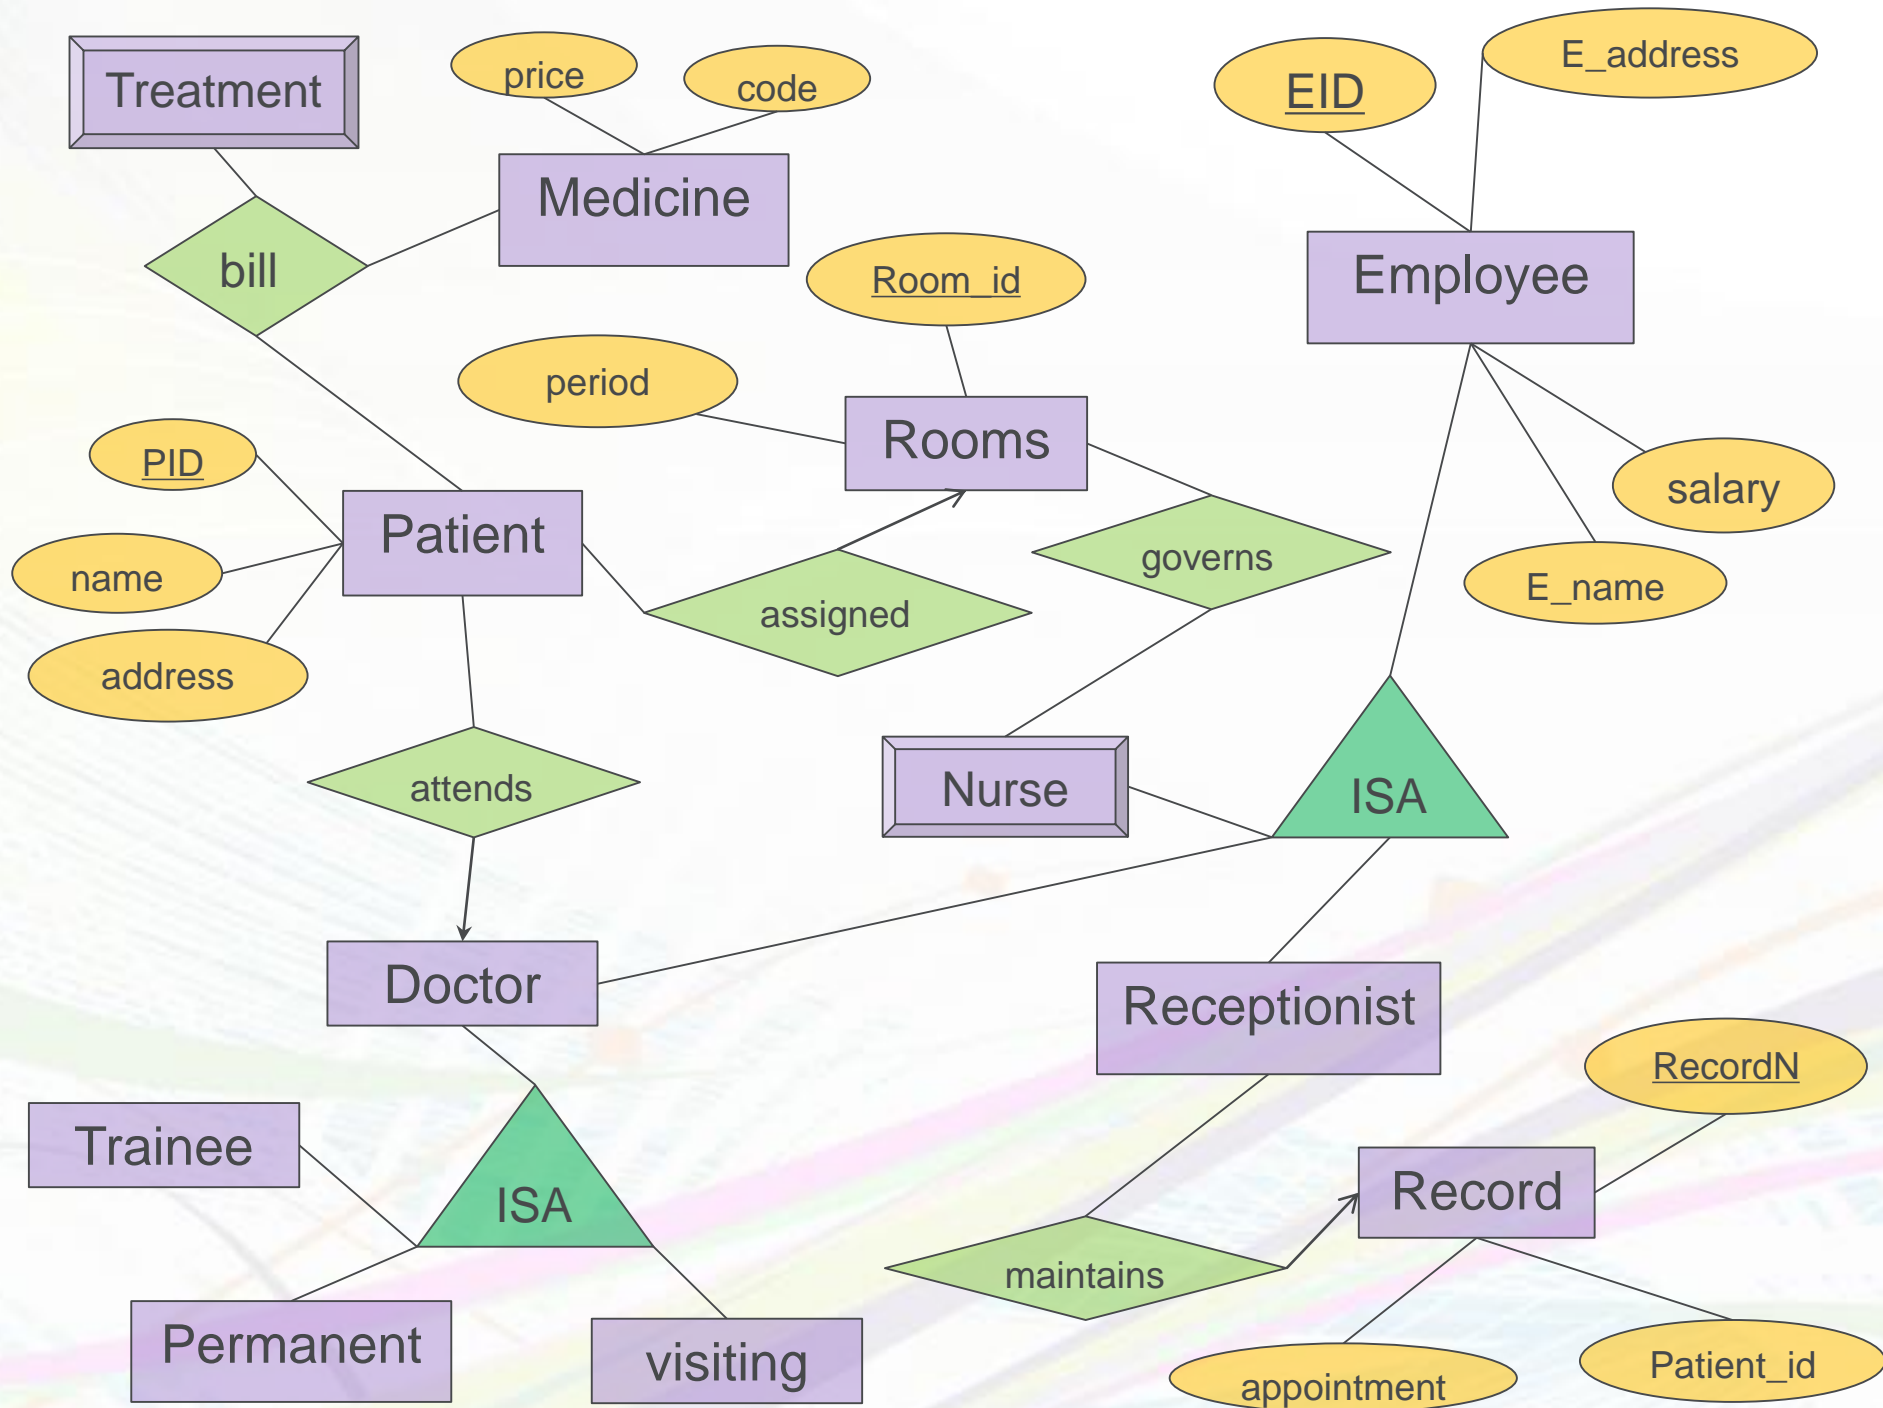 Treatment
price
code
EID
E_address
Medicine
bill
Room_id
Employee
period
Rooms
PID
Patient
salary
name
governs
E_name
assigned
address
attends
Nurse
ISA
Doctor
Receptionist
RecordN
Trainee
ISA
Record
maintains
Permanent
visiting
Patient_id
appointment